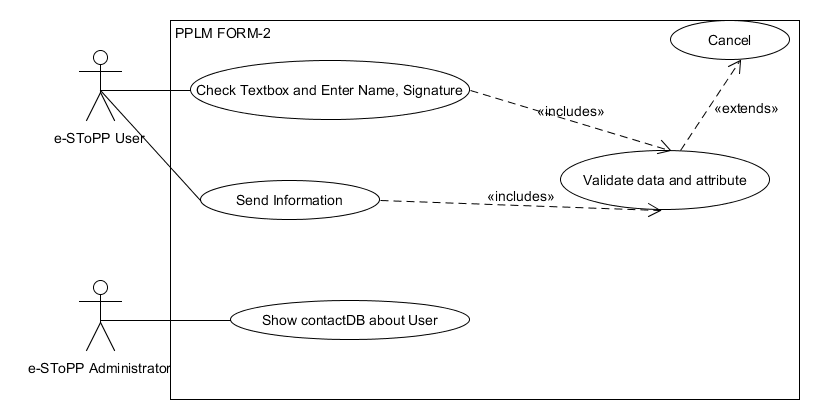 PPLM FORM-2
Cancel
Check Textbox and Enter Name, Signature
«includes»
«extends»
e-SToPP User
Validate data and attribute
Send Information
«includes»
Show contactDB about User
e-SToPP Administrator